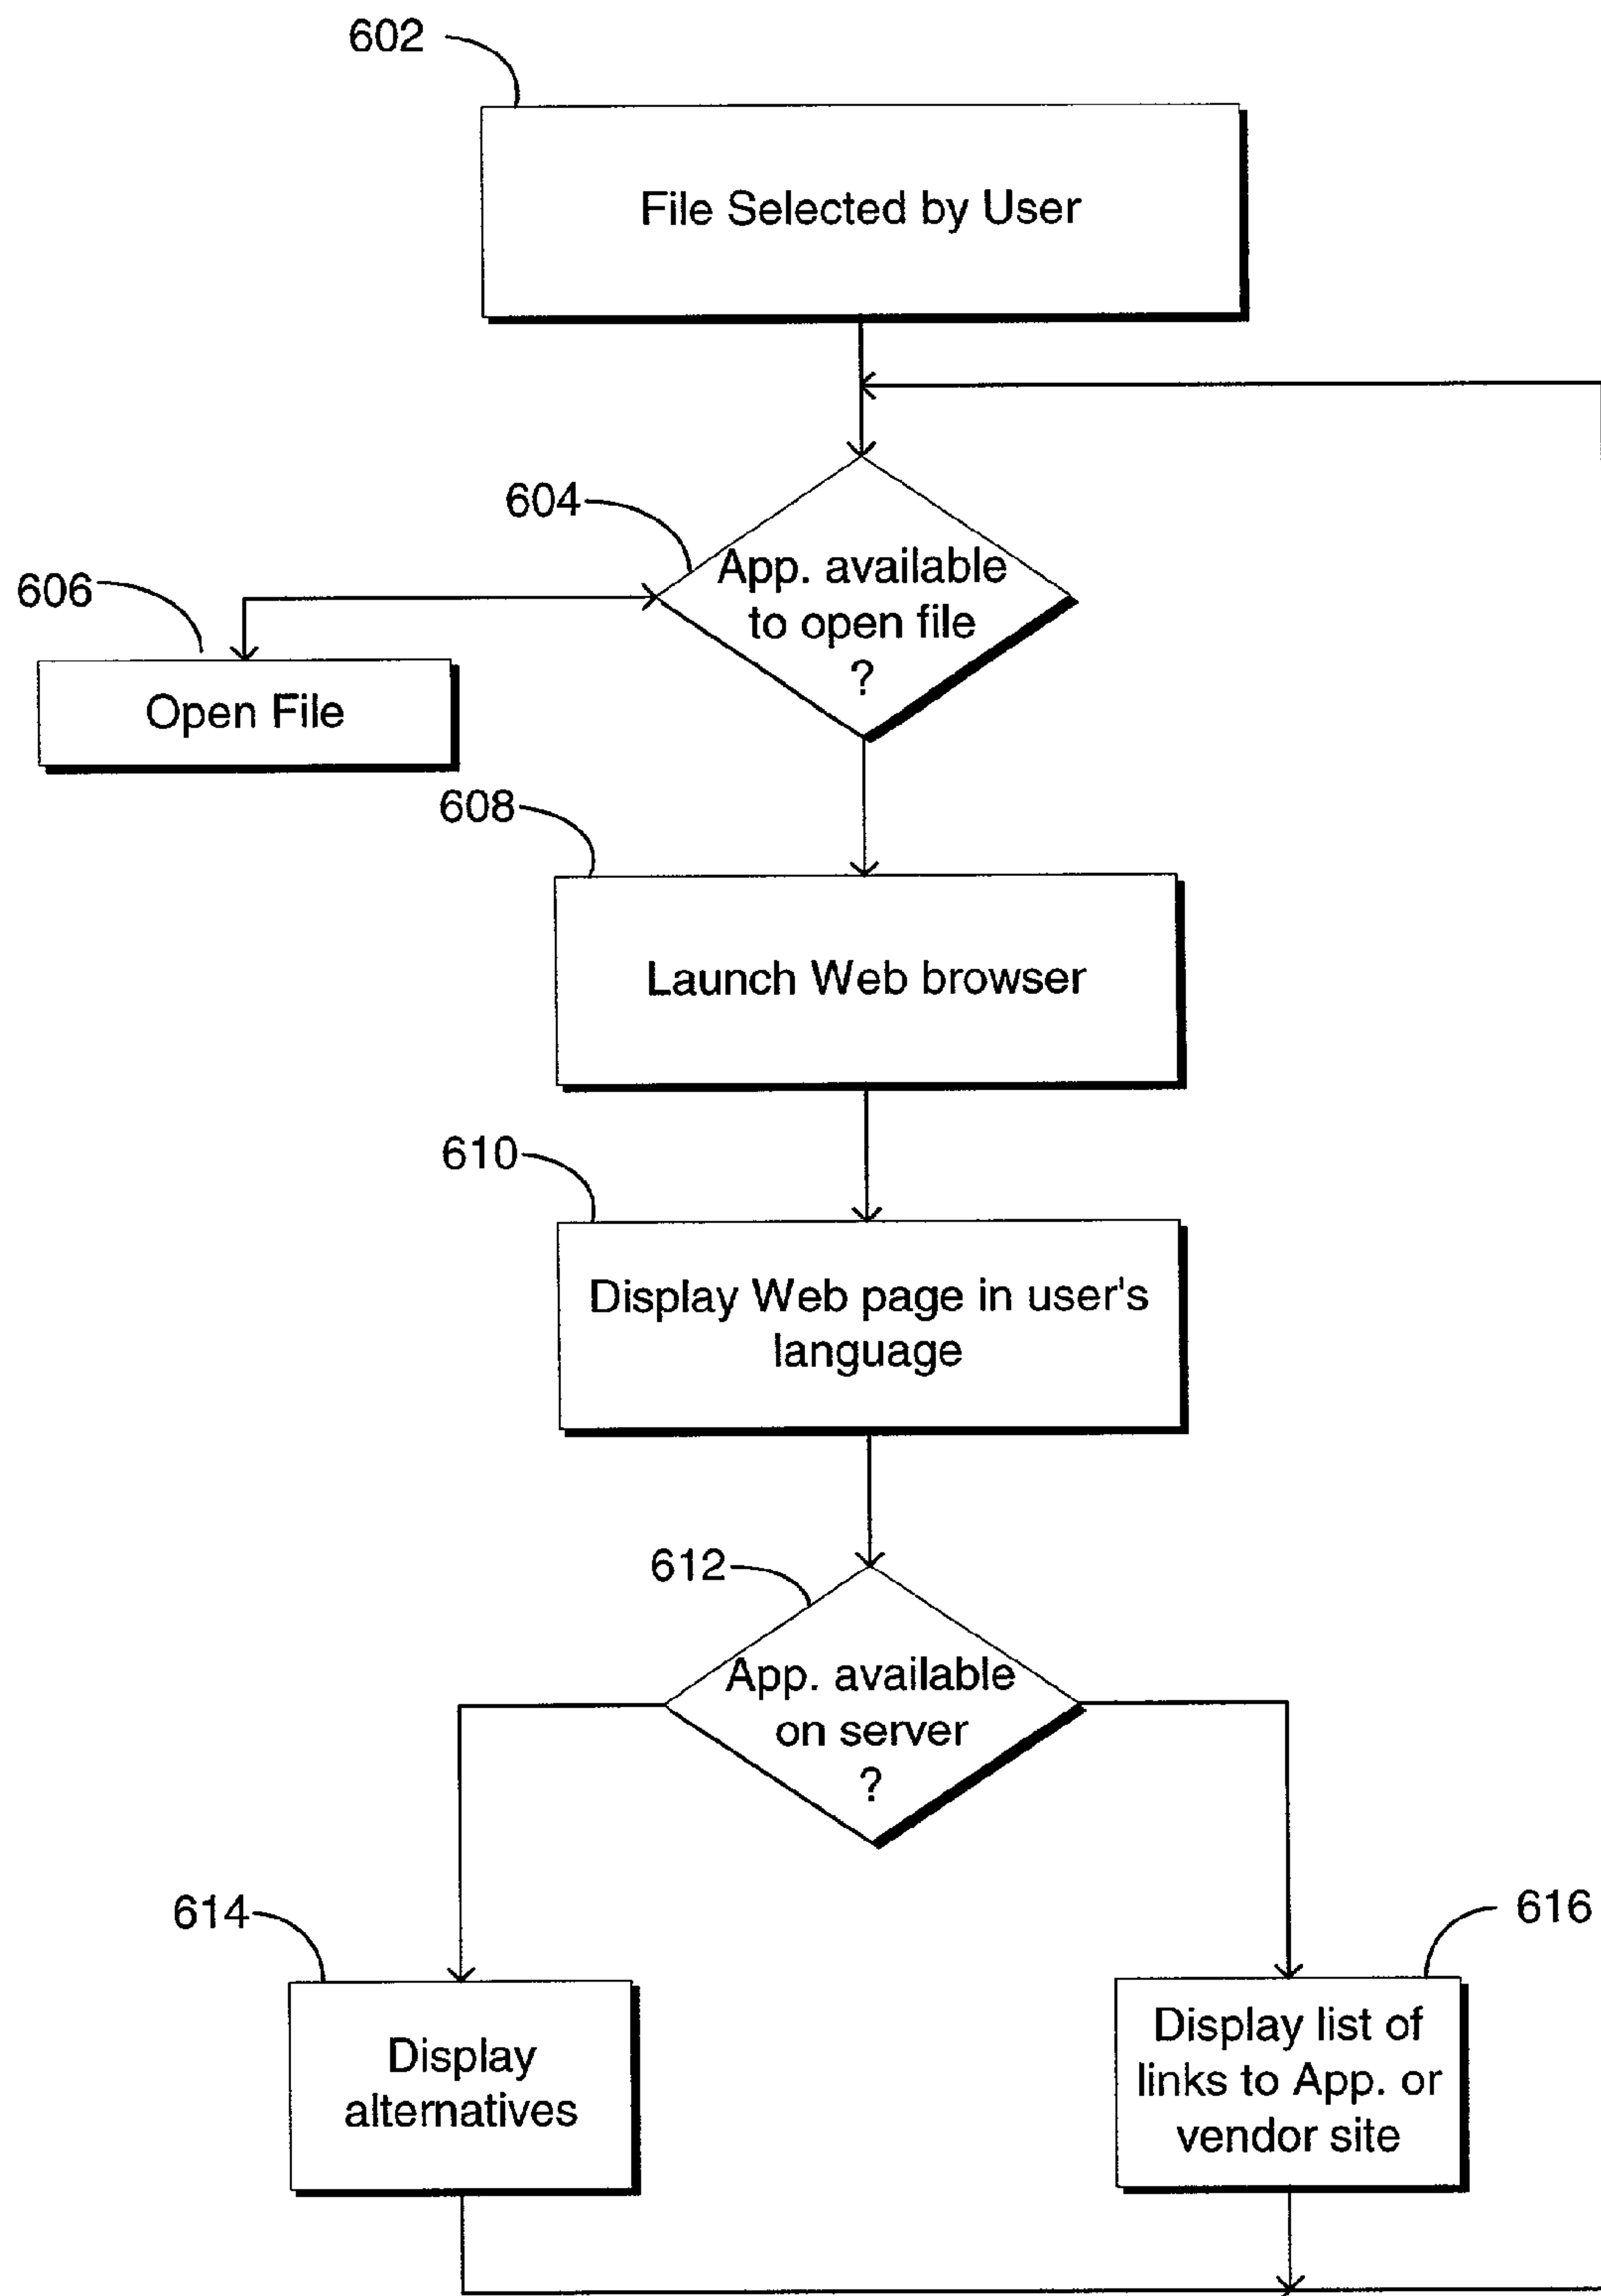 602
File Selected by User
604
App. available
to open file
?
606
Open File
608
Launch Web browser
610
Display Web page in user's
language
612
App. available
on server
?
614
Display
alternatives
616
Display list of
links to App. or
vendor site